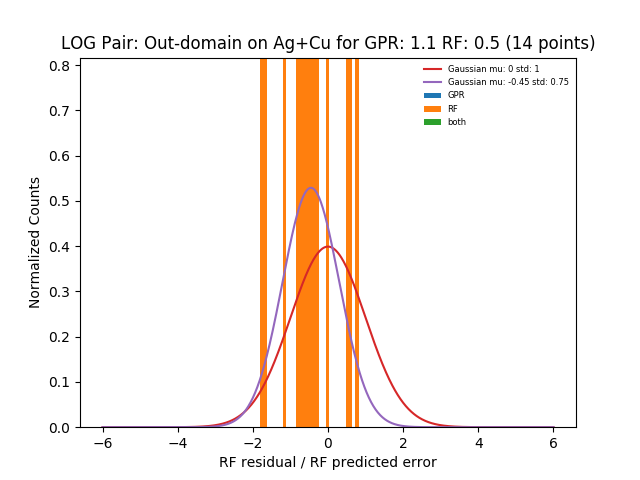 LOG Pair: Out-domain on Ag+Cu for GPR: 1.1 RF: 0.5 (14 points)
Gaussian mu: 0 std: 1
Gaussian mu: -0.45 std: 0.75
GPR
RF
both
Normalized Counts
0.8
0.7
0.6
0.5
0.4
0.3
0.2
0.1
0.0
−6
−4
−2
0
2
4
6
RF residual / RF predicted error